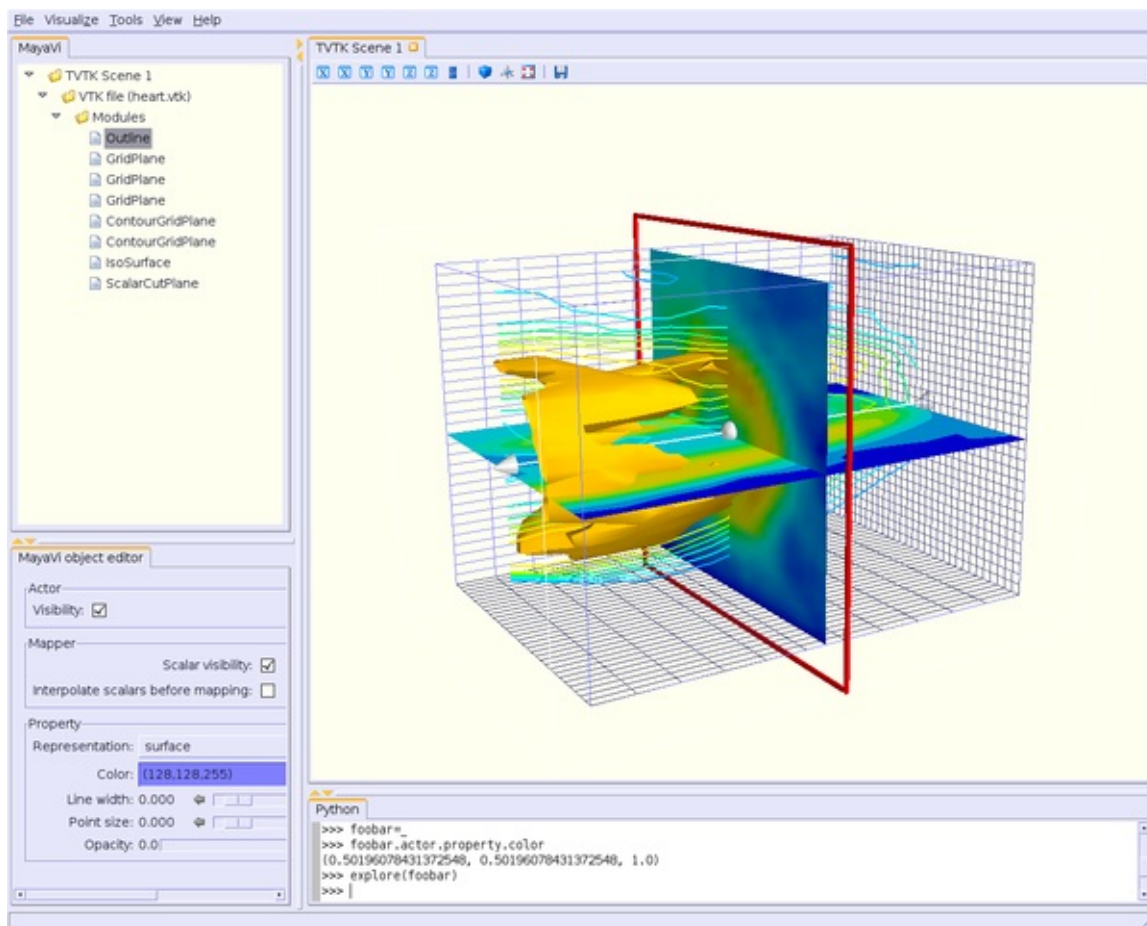 File Visualize Tools View Help
MayaVi
TVTK Scene 1
VTK file (heart.vtk)
Modules
Outline
GridPlane
GridPlane
GridPlane
ContourGridPlane
ContourGridPlane
IsoSurface
ScalarCutPlane
TVTK Scene 1
X X Y Y Z Z
MayaVi object editor
Actor
Visibility:
Mapper
Scalar visibility:
Interpolate scalars before mapping:
Property
Representation: surface
Color: (128,128,255)
Line width: 0.000
Point size: 0.000
Opacity: 0.0
Python
>>> foobar=_
>>> foobar.actor.property.color
(0.50196078431372548, 0.50196078431372548, 1.0)
>>> explore(foobar)
>>>